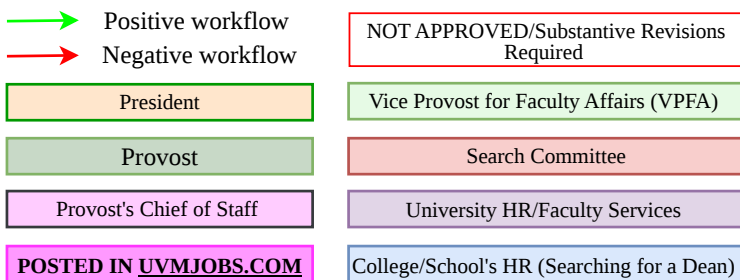 Positive workflow
Negative workflow
NOT APPROVED/Substantive Revisions
Required
President
Vice Provost for Faculty Affairs (VPFA)
Provost
Search Committee
Provost's Chief of Staff
University HR/Faculty Services
POSTED IN UVMJOBS.COM
College/School's HR (Searching for a Dean)